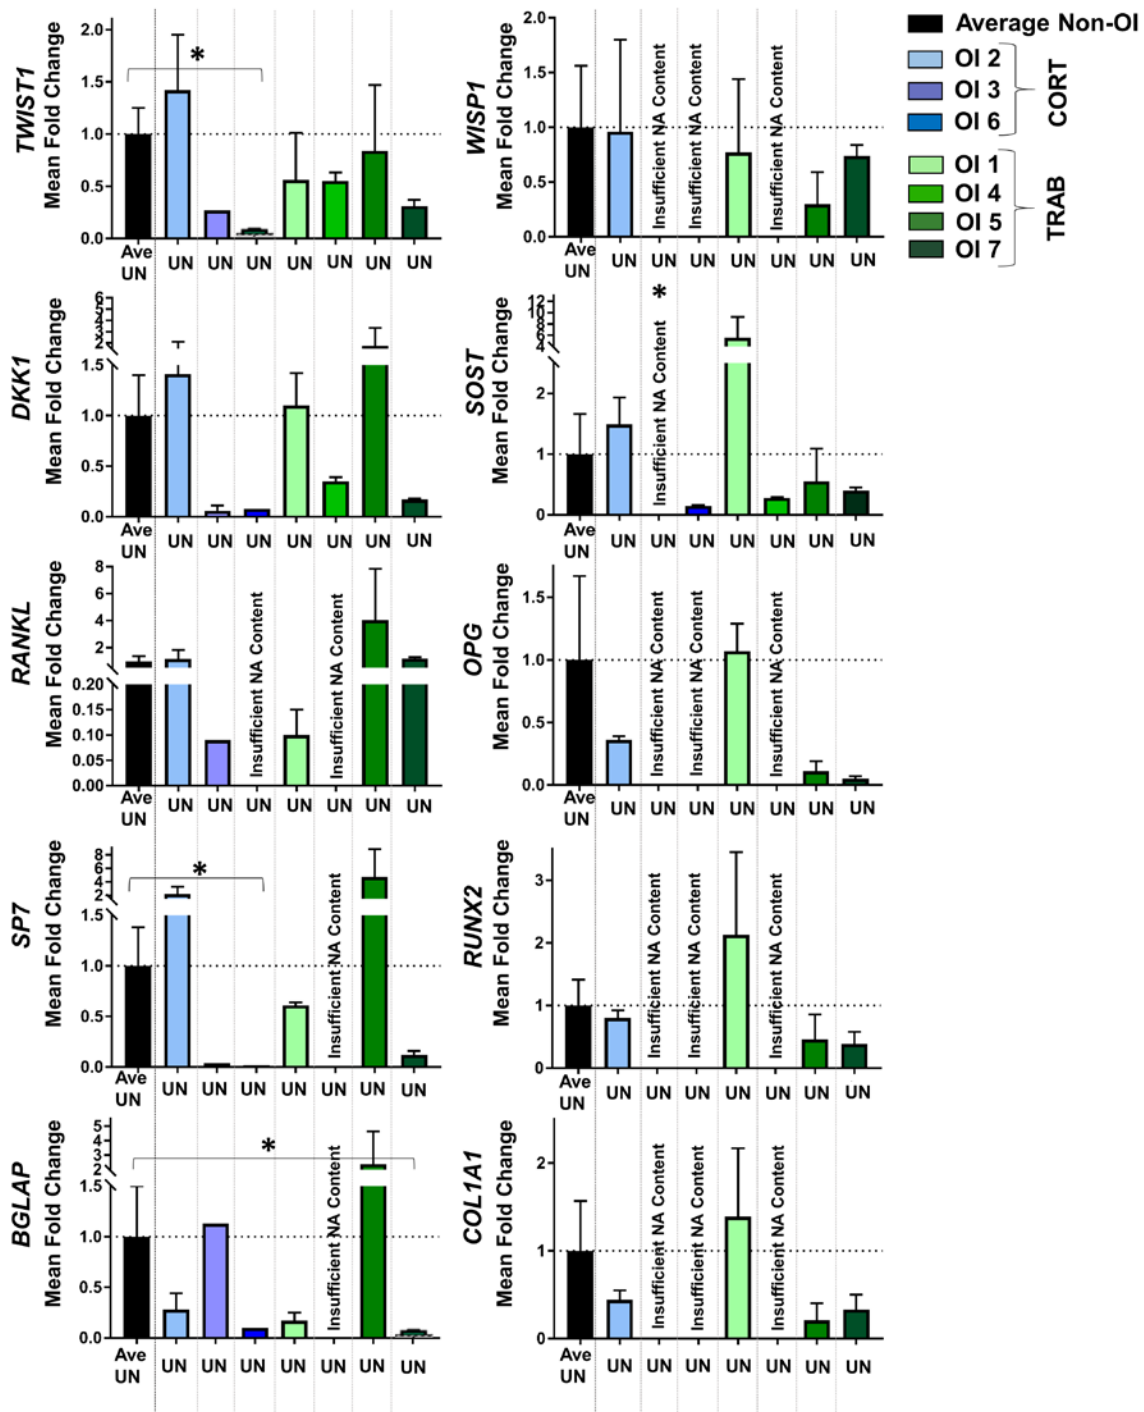 Average Non-OI
OI 2
OI 3
OI 6
CORT
OI 1
OI 4
OI 5
OI 7
TRAB
TWIST1
Mean Fold Change
2.0
1.5
1.0
0.5
0.0
*
Ave UN
UN
UN
UN
UN
UN
UN
UN
WISP1
Mean Fold Change
2.0
1.5
1.0
0.5
0.0
Insufficient NA Content
Insufficient NA Content
Insufficient NA Content
Ave UN
UN
UN
UN
UN
UN
UN
UN
DKK1
Mean Fold Change
6
5
4
3
2
1.5
1.0
0.5
0.0
Ave UN
UN
UN
UN
UN
UN
UN
UN
SOST
Mean Fold Change
12
10
8
6
4
2
1
0
*
Insufficient NA Content
Ave UN
UN
UN
UN
UN
UN
UN
UN
RANKL
Mean Fold Change
8
6
4
2
0.20
0.15
0.10
0.05
0.00
Insufficient NA Content
Insufficient NA Content
Ave UN
UN
UN
UN
UN
UN
UN
UN
OPG
Mean Fold Change
1.5
1.0
0.5
0.0
Insufficient NA Content
Insufficient NA Content
Insufficient NA Content
Ave UN
UN
UN
UN
UN
UN
UN
UN
SP7
Mean Fold Change
8
6
4
2
1.5
1.0
0.5
0.0
*
Insufficient NA Content
Ave UN
UN
UN
UN
UN
UN
UN
UN
RUNX2
Mean Fold Change
3
2
1
0
Insufficient NA Content
Insufficient NA Content
Insufficient NA Content
Ave UN
UN
UN
UN
UN
UN
UN
UN
BGLAP
Mean Fold Change
5
4
3
2
1.5
1.0
0.5
0.0
*
Insufficient NA Content
Ave UN
UN
UN
UN
UN
UN
UN
UN
COL1A1
Mean Fold Change
2
1
0
Insufficient NA Content
Insufficient NA Content
Insufficient NA Content
Ave UN
UN
UN
UN
UN
UN
UN
UN